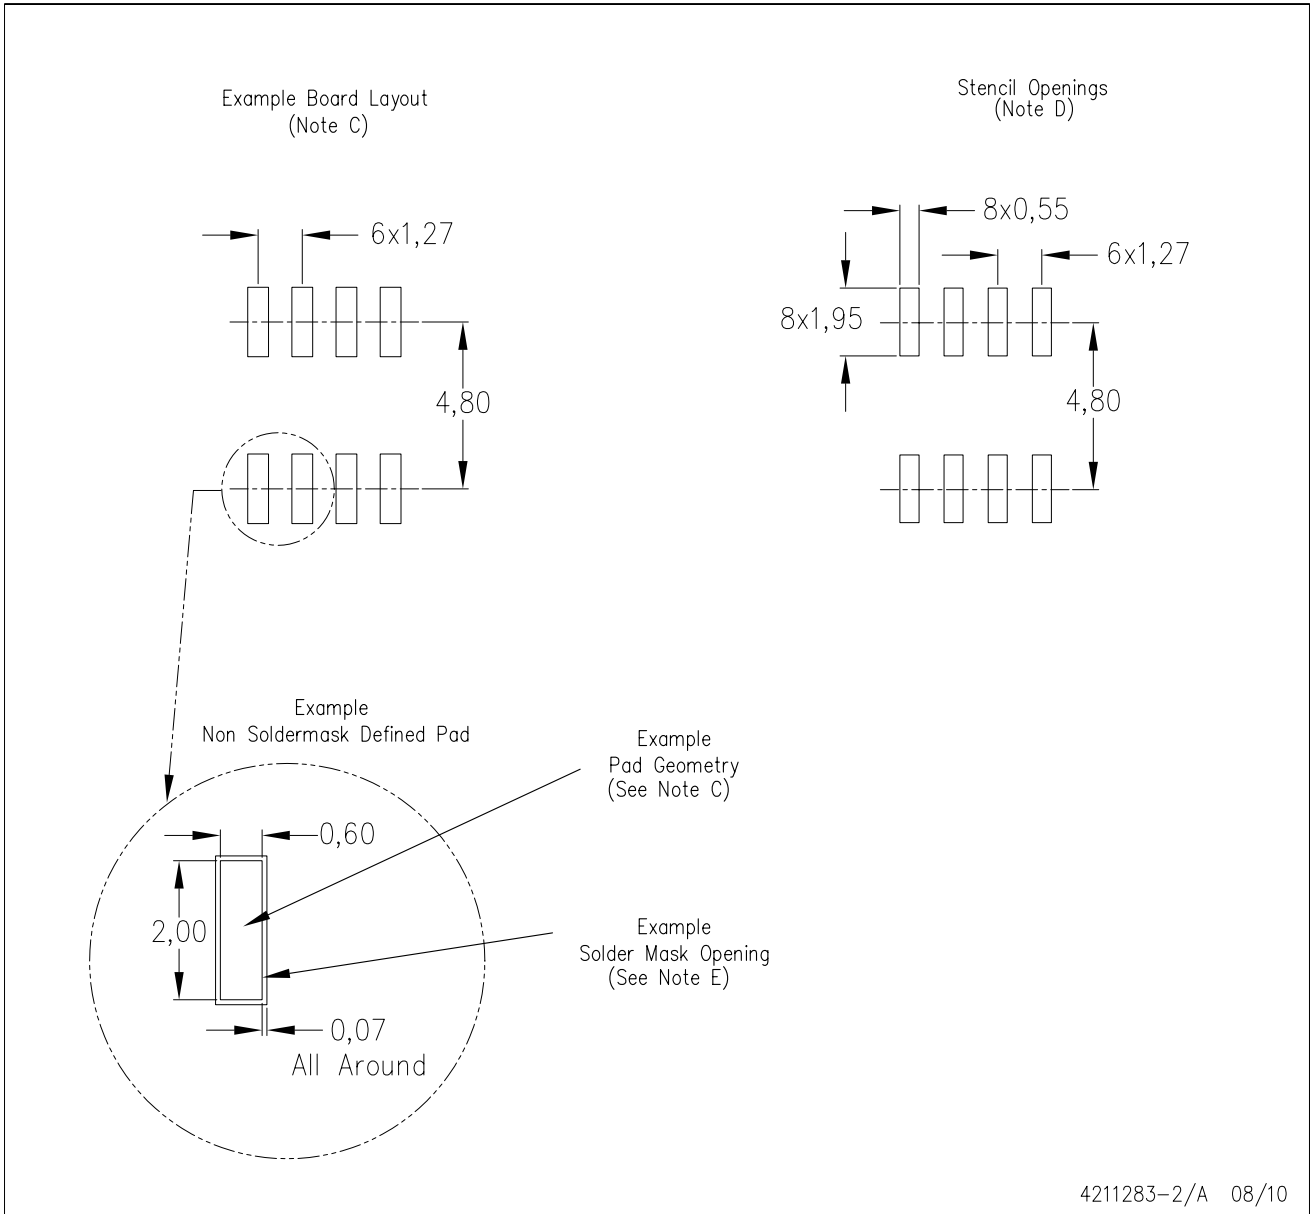 Example Board Layout
(Note C)
6x1,27
4,80
Stencil Openings
(Note D)
8x0,55
6x1,27
8x1,95
4,80
Example
Non Soldermask Defined Pad
0,60
2,00
0,07
All Around
Example
Pad Geometry
(See Note C)
Example
Solder Mask Opening
(See Note E)
4211283-2/A 08/10